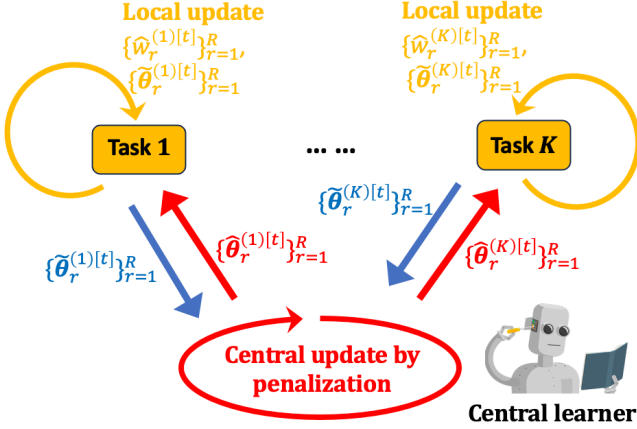 Local update
{ŵ_r^{(1)[t]}}_{r=1}^R,
{θ̃_r^{(1)[t]}}_{r=1}^R
Local update
{ŵ_r^{(K)[t]}}_{r=1}^R,
{θ̃_r^{(K)[t]}}_{r=1}^R
Task 1
... ...
Task K
{θ̃_r^{(1)[t]}}_{r=1}^R
{θ̂_r^{(1)[t]}}_{r=1}^R
{θ̃_r^{(K)[t]}}_{r=1}^R
{θ̂_r^{(K)[t]}}_{r=1}^R
Central update by
penalization
Central learner